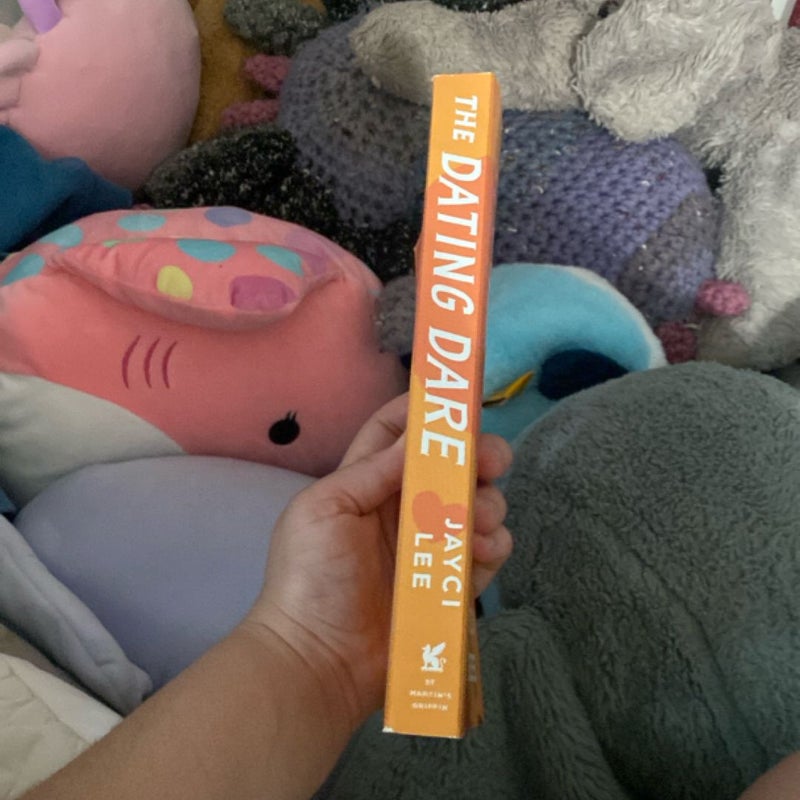 THE DATING DARE
JAYCI
LEE
ST
MARTIN'S
GRIFFIN